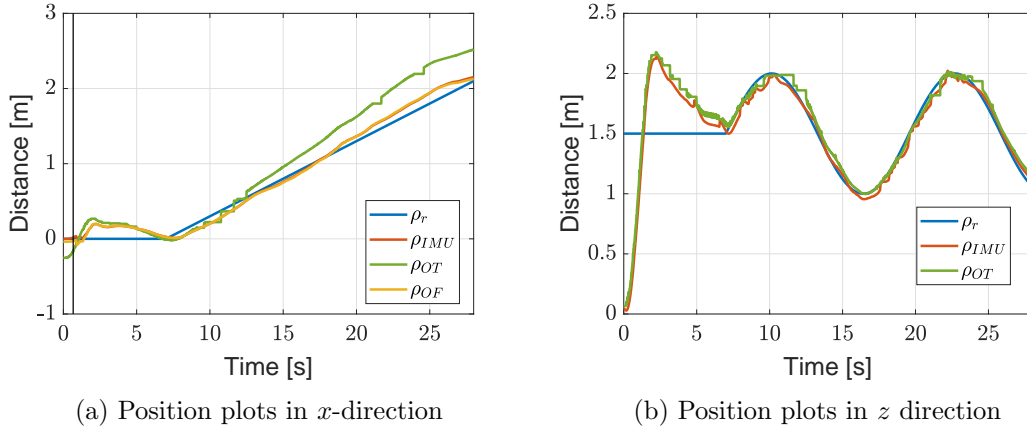 3
2
1
0
-1
Distance [m]
0 5 10 15 20 25
Time [s]
ρr
ρIMU
ρOT
ρOF
(a) Position plots in x-direction
2.5
2
1.5
1
0.5
0
Distance [m]
0 5 10 15 20 25
Time [s]
ρr
ρIMU
ρOT
(b) Position plots in z direction